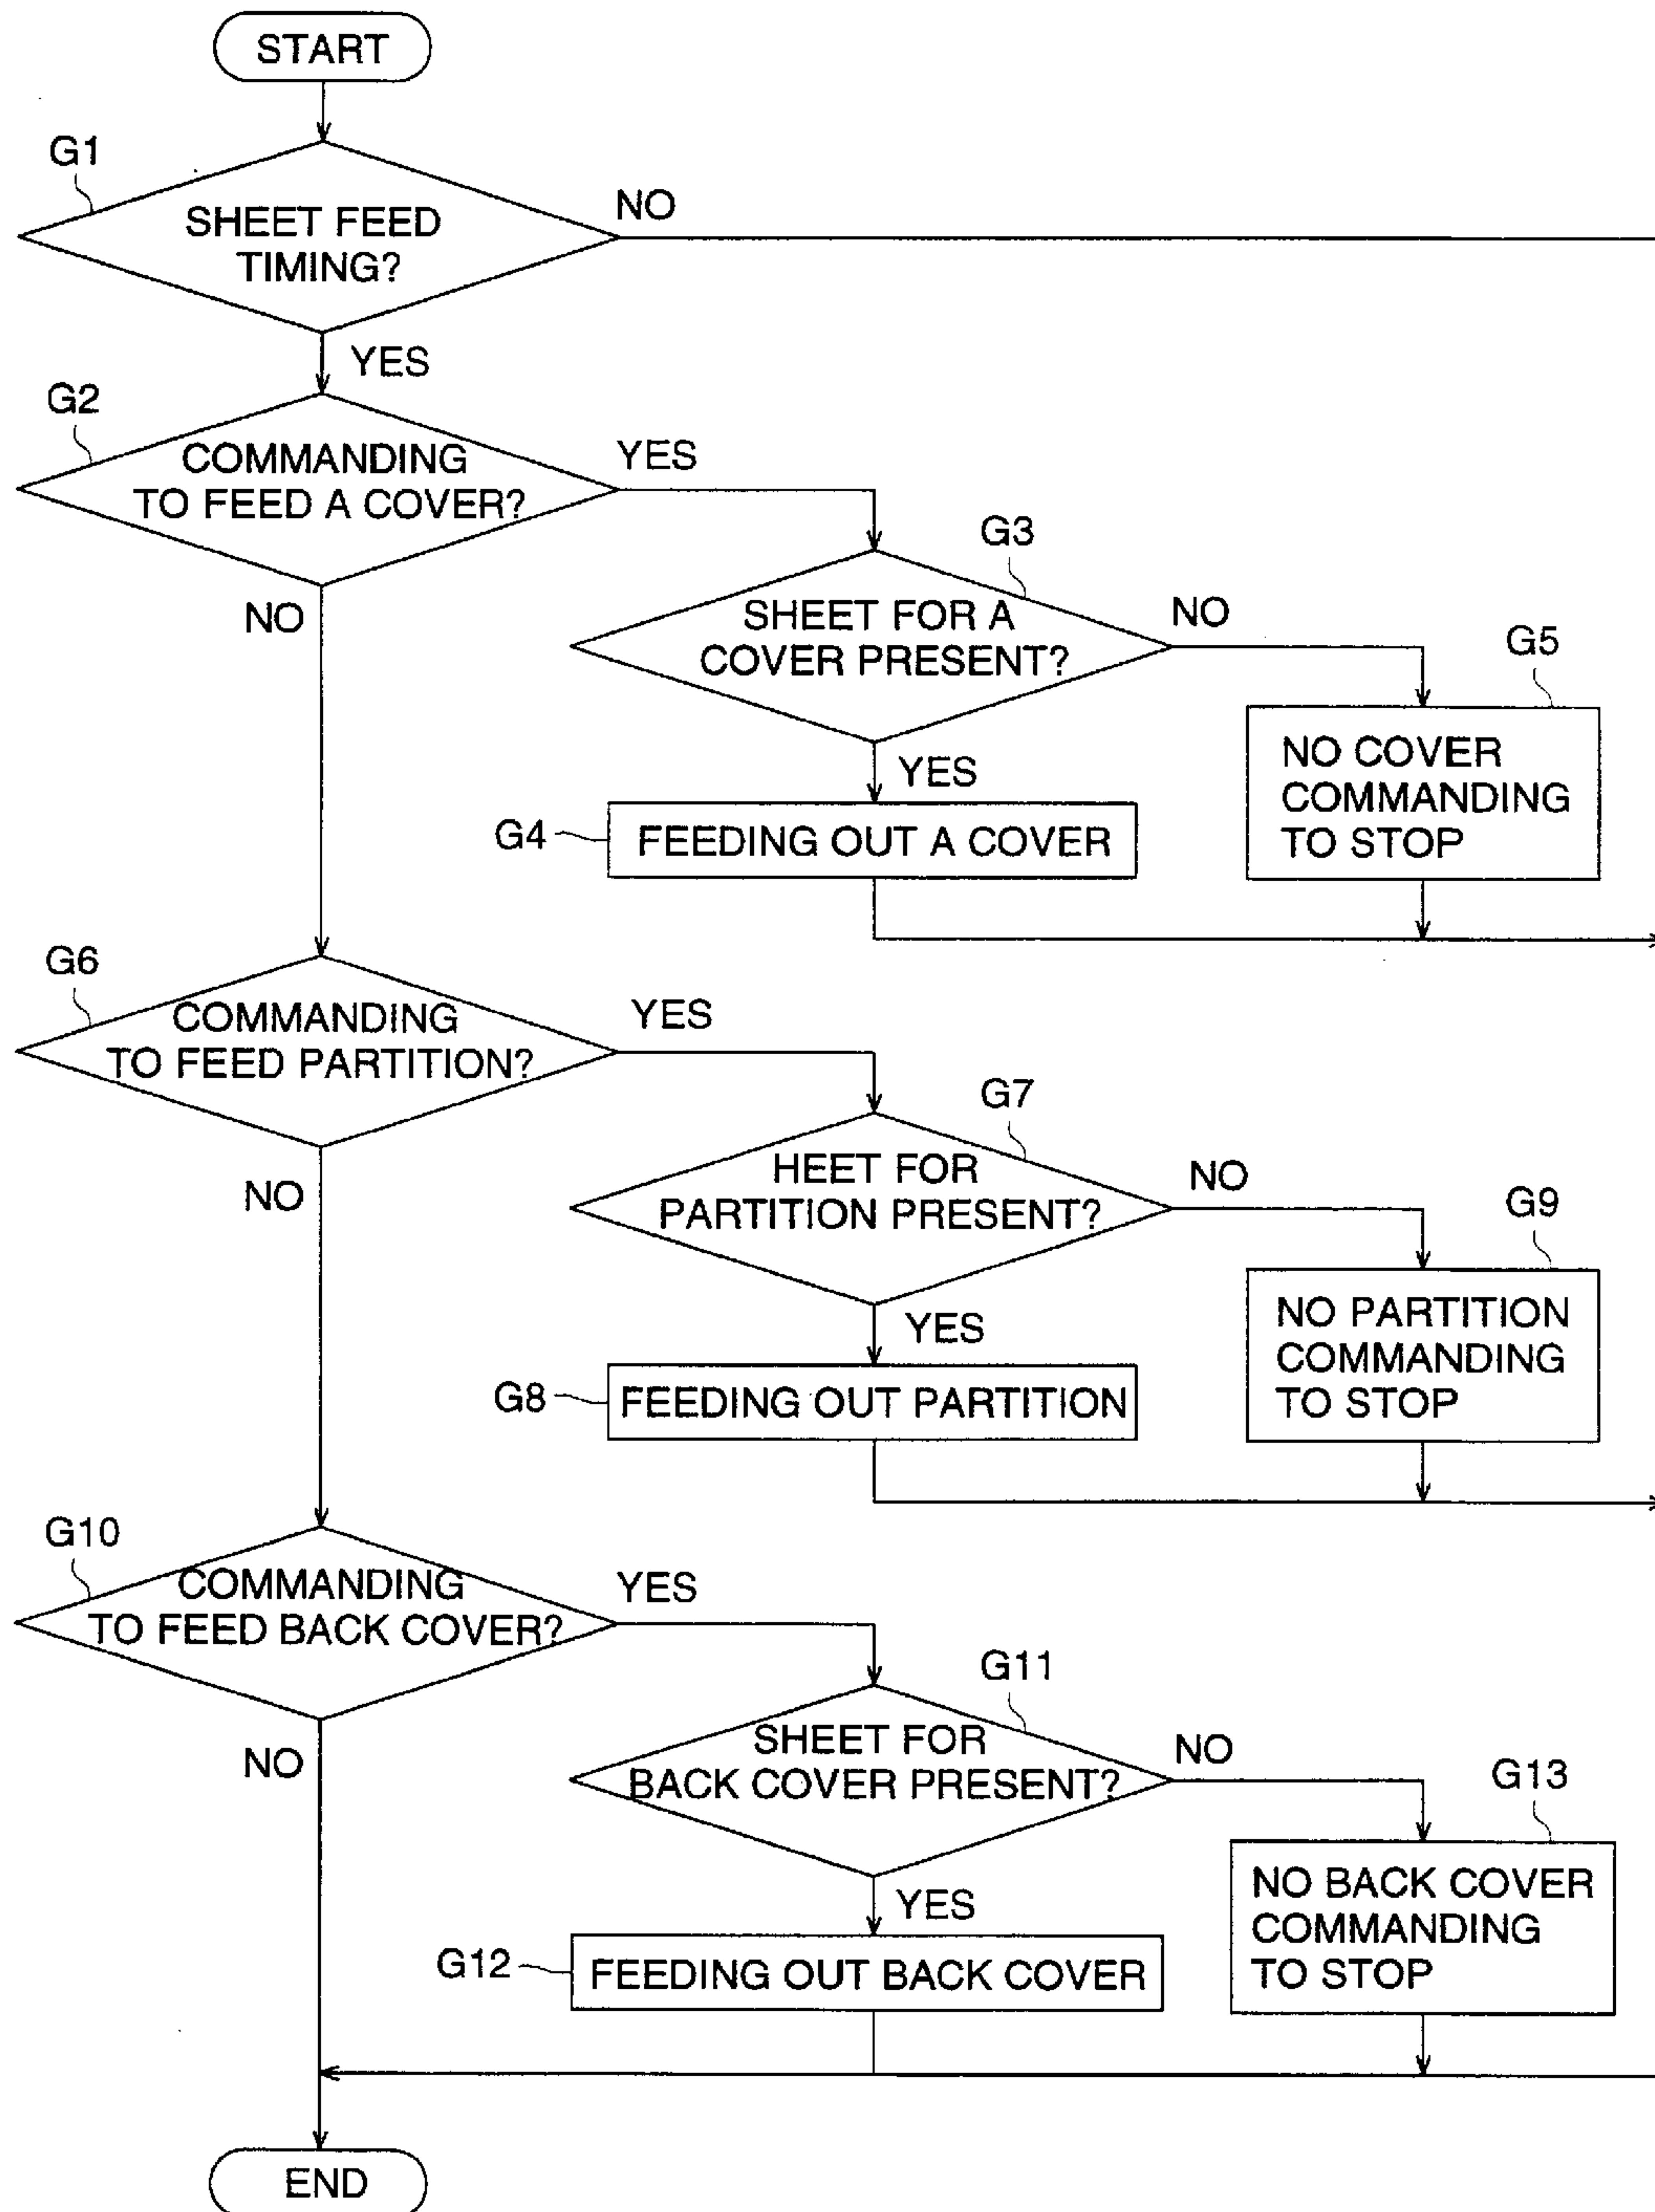 START
G1
SHEET FEED
TIMING?
NO
YES
G2
COMMANDING
TO FEED A COVER?
YES
NO
G3
SHEET FOR A
COVER PRESENT?
NO
YES
G5
NO COVER
COMMANDING
TO STOP
G4
FEEDING OUT A COVER
G6
COMMANDING
TO FEED PARTITION?
YES
NO
G7
HEET FOR
PARTITION PRESENT?
NO
YES
G9
NO PARTITION
COMMANDING
TO STOP
G8
FEEDING OUT PARTITION
G10
COMMANDING
TO FEED BACK COVER?
YES
NO
G11
SHEET FOR
BACK COVER PRESENT?
NO
YES
G13
NO BACK COVER
COMMANDING
TO STOP
G12
FEEDING OUT BACK COVER
END